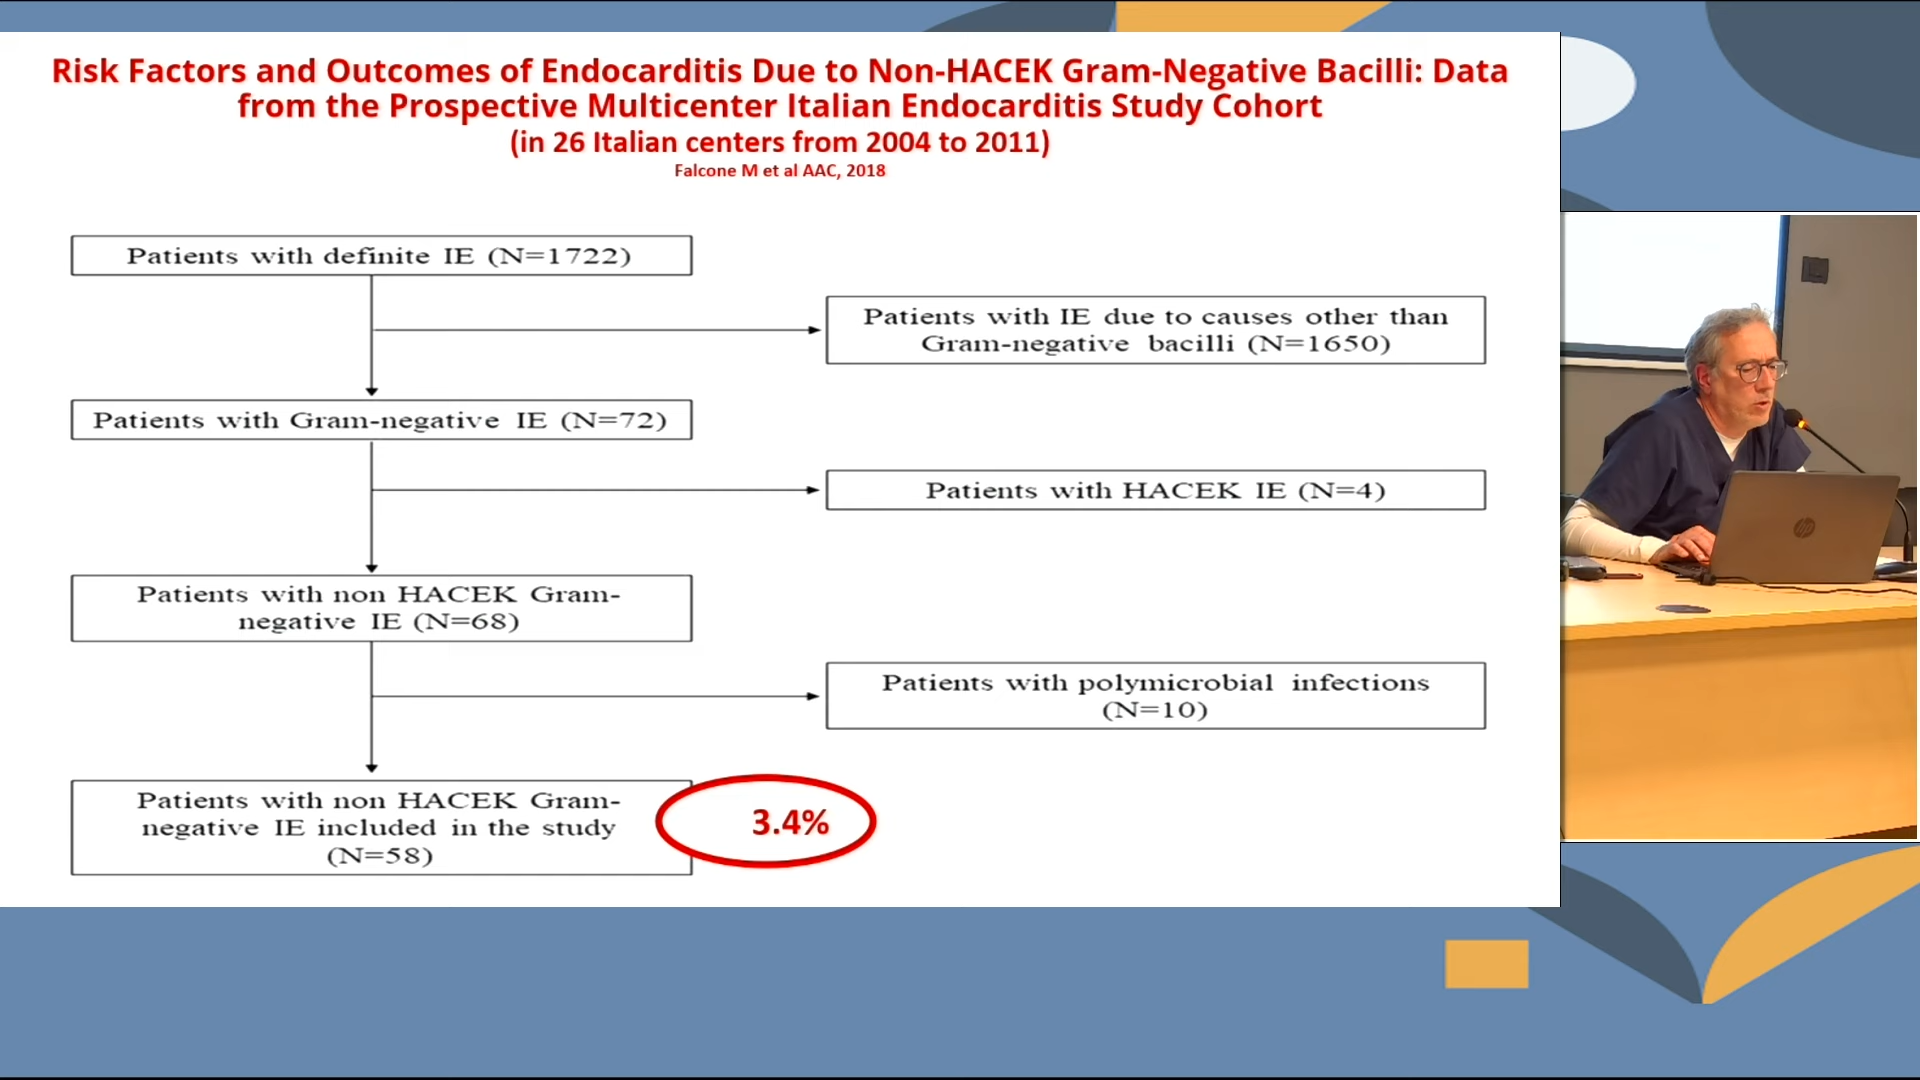 Risk Factors and Outcomes of Endocarditis Due to Non-HACEK Gram-Negative Bacilli: Data
from the Prospective Multicenter Italian Endocarditis Study Cohort
(in 26 Italian centers from 2004 to 2011)
Falcone M et al AAC, 2018
Patients with definite IE (N=1722)
Patients with IE due to causes other than
Gram-negative bacilli (N=1650)
Patients with Gram-negative IE (N=72)
Patients with HACEK IE (N=4)
Patients with non HACEK Gram-
negative IE (N=68)
Patients with polymicrobial infections
(N=10)
Patients with non HACEK Gram-
negative IE included in the study
(N=58)
3.4%
hp